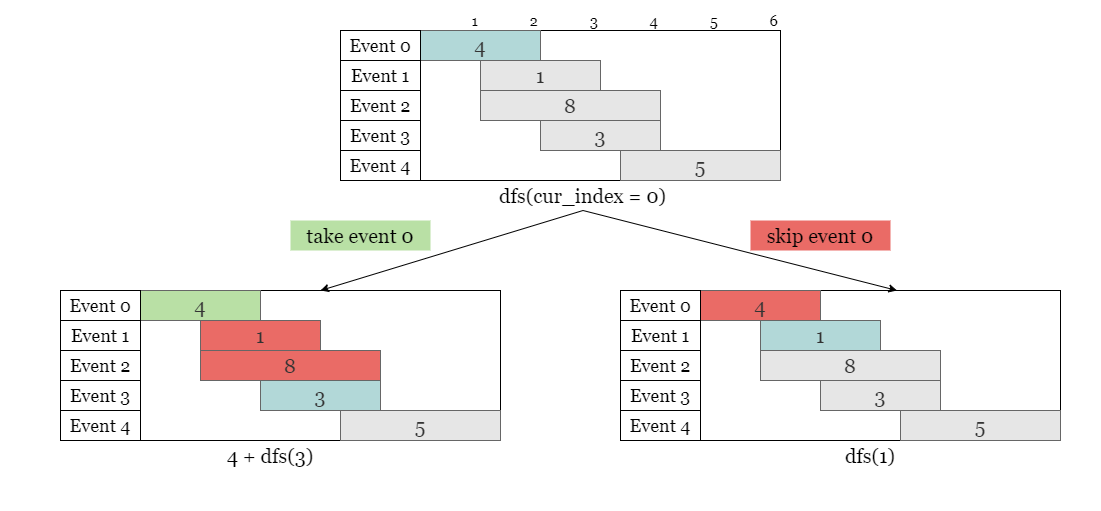 1 2 3 4 5 6
Event 0 4
Event 1 1
Event 2 8
Event 3 3
Event 4 5
dfs(cur_index = 0)
take event 0
skip event 0
Event 0 4
Event 1 1
Event 2 8
Event 3 3
Event 4 5
4 + dfs(3)
Event 0 4
Event 1 1
Event 2 8
Event 3 3
Event 4 5
dfs(1)